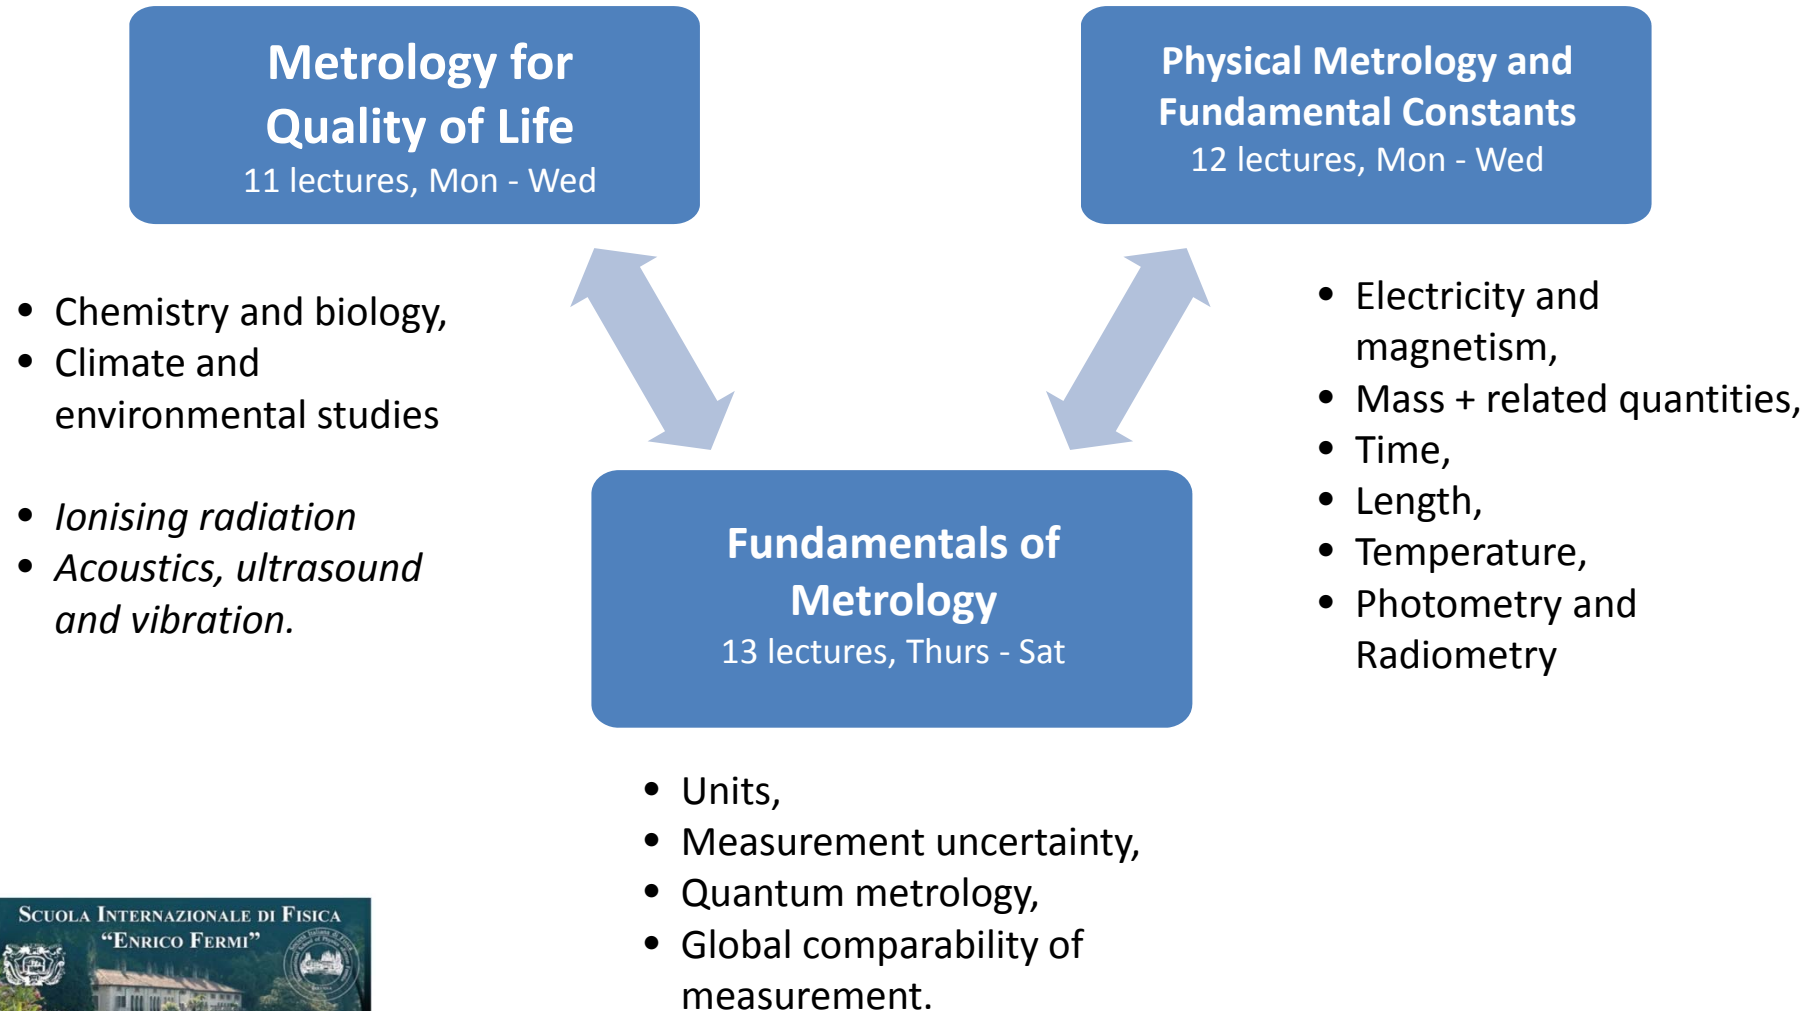 Metrology for
Quality of Life
11 lectures, Mon - Wed
Physical Metrology and
Fundamental Constants
12 lectures, Mon - Wed
• Chemistry and biology,
• Climate and
environmental studies
• Ionising radiation
• Acoustics, ultrasound
and vibration.
• Electricity and
magnetism,
• Mass + related quantities,
• Time,
• Length,
• Temperature,
• Photometry and
Radiometry
Fundamentals of
Metrology
13 lectures, Thurs - Sat
• Units,
• Measurement uncertainty,
• Quantum metrology,
• Global comparability of
measurement.
SCUOLA INTERNAZIONALE DI FISICA
“ENRICO FERMI”